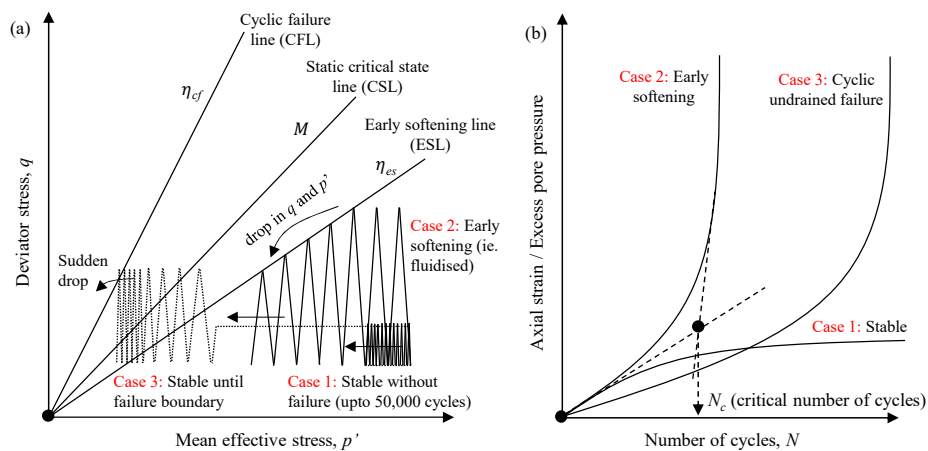 (a)
Cyclic failure
line (CFL)
η_cf
Static critical state
line (CSL)
M
Early softening line
(ESL)
η_es
drop in q and p'
Case 2: Early
softening (ie.
fluidised)
Sudden
drop
Case 3: Stable until
failure boundary
Case 1: Stable without
failure (upto 50,000 cycles)
Deviator stress, q
Mean effective stress, p'
(b)
Case 2: Early
softening
Case 3: Cyclic
undrained failure
Case 1: Stable
N_c (critical number of cycles)
Axial strain / Excess pore pressure
Number of cycles, N